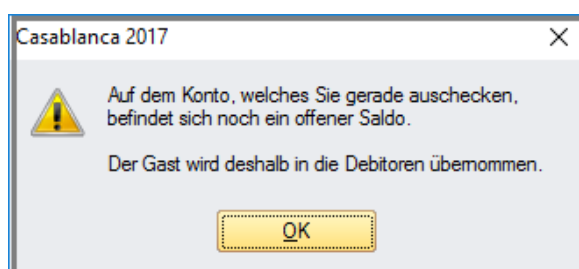 Casablanca 2017
Auf dem Konto, welches Sie gerade auschecken,
befindet sich noch ein offener Saldo.
Der Gast wird deshalb in die Debitoren übernommen.
OK